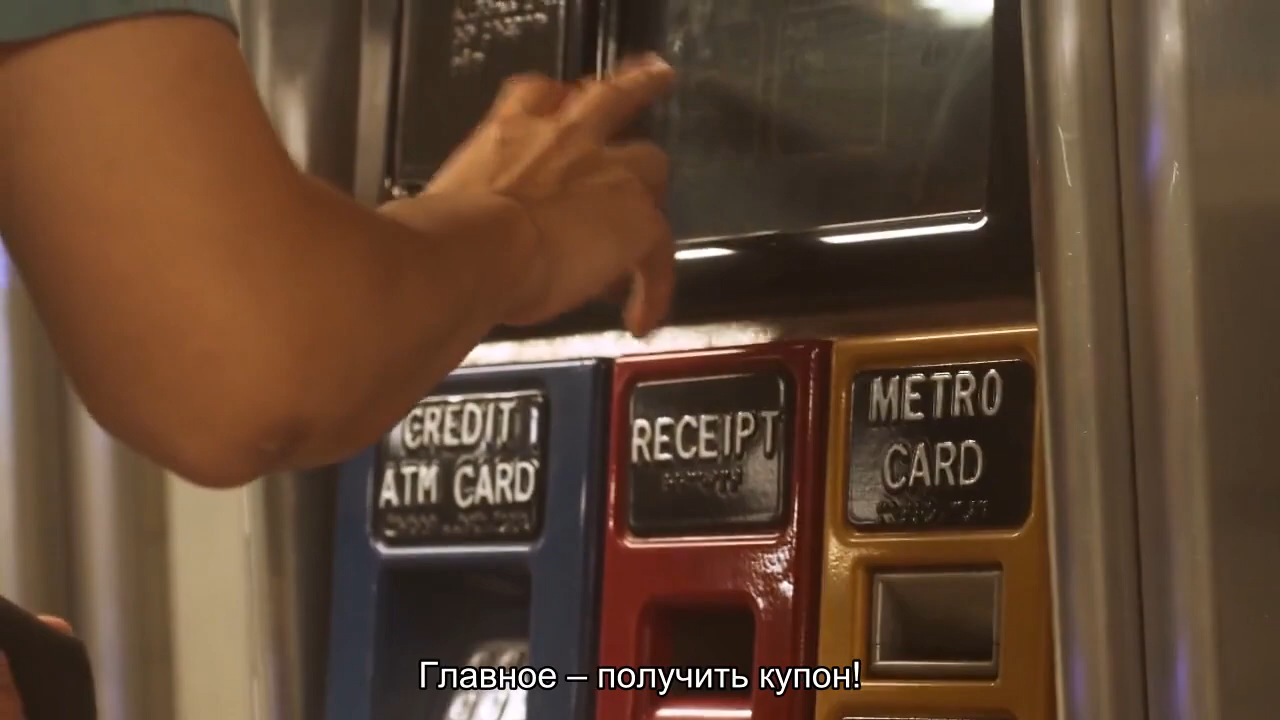 CREDIT
ATM CARD
RECEIPT
METRO
CARD
Главное – получить купон!